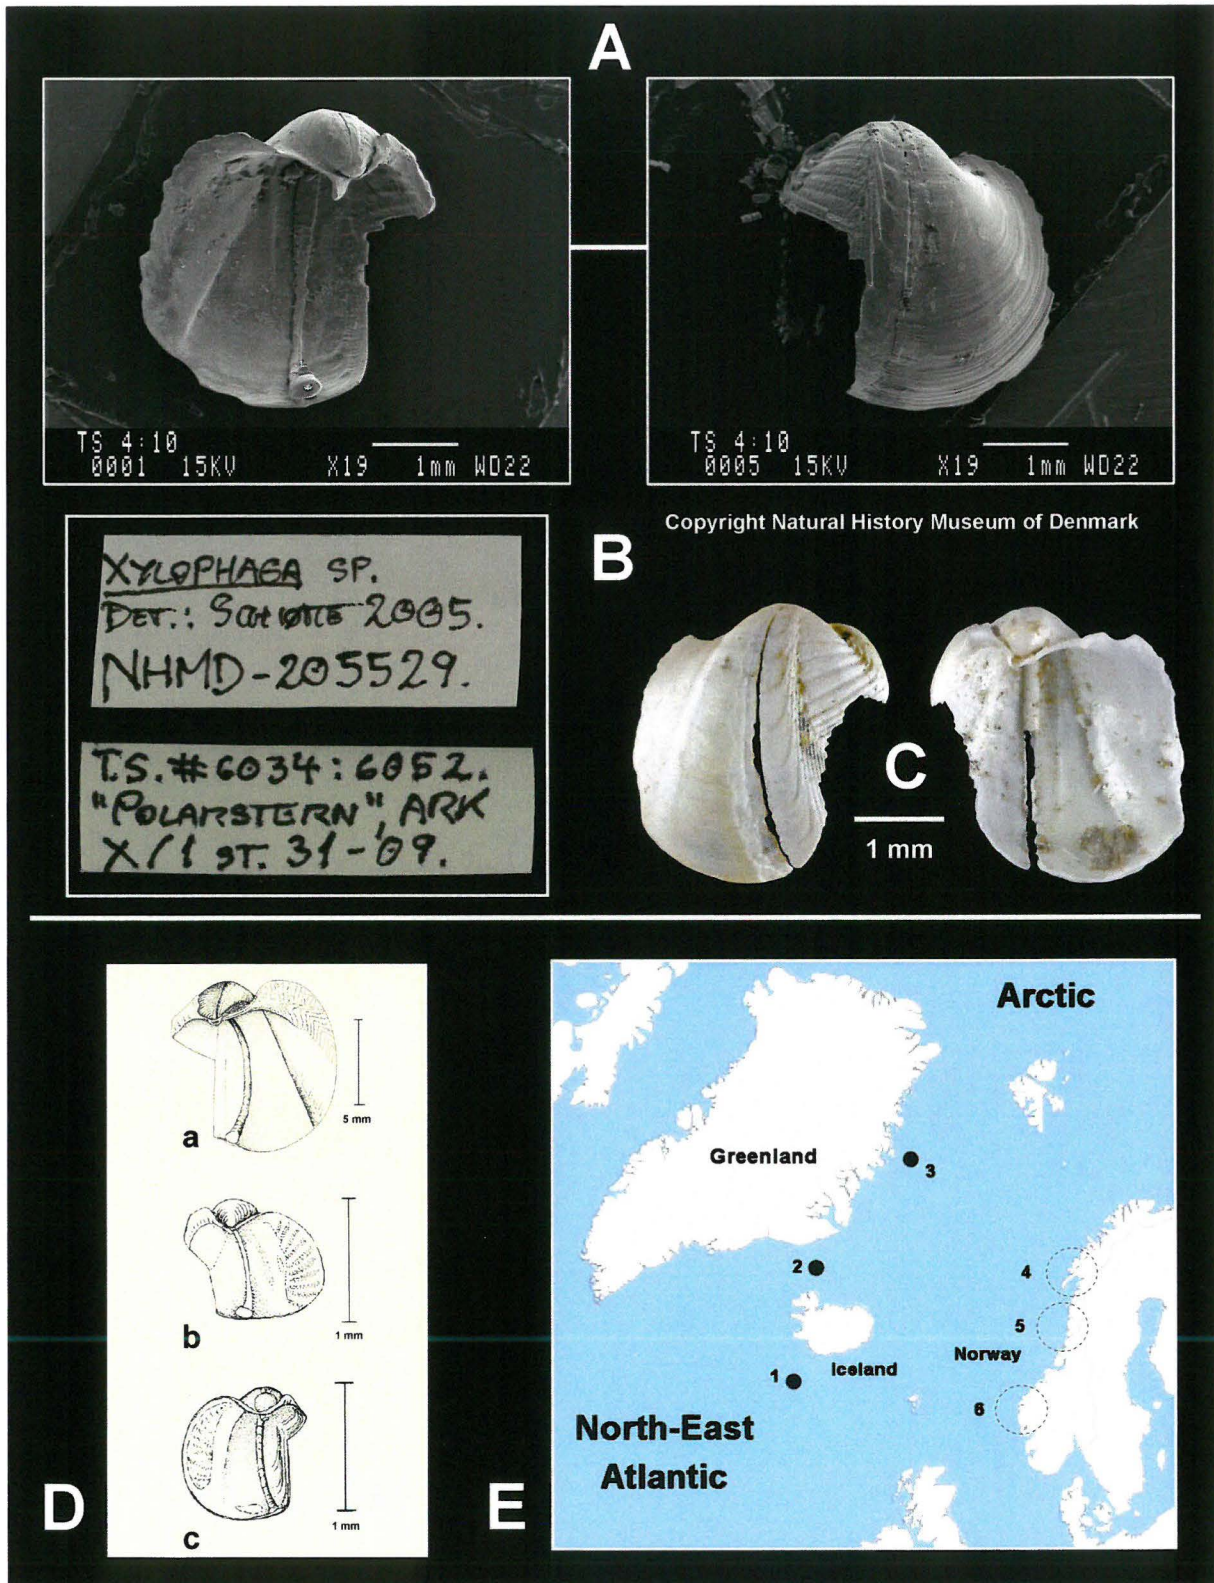 A
TS 4:10
0001 15KV X19 1mm WD22
TS 4:10
0005 15KV X19 1mm WD22
Copyright Natural History Museum of Denmark
B
XYLOPHAGA SP.
DET.: SCHIØTTE 2005.
NHMD-205529.
T.S. #6034:6052.
"POLARSTERN", ARK
X/1 ST. 31-'09.
C
1 mm
a
5 mm
b
1 mm
c
1 mm
D
Arctic
Greenland
3
2
4
5
Norway
Iceland
1
6
North-East
Atlantic
E